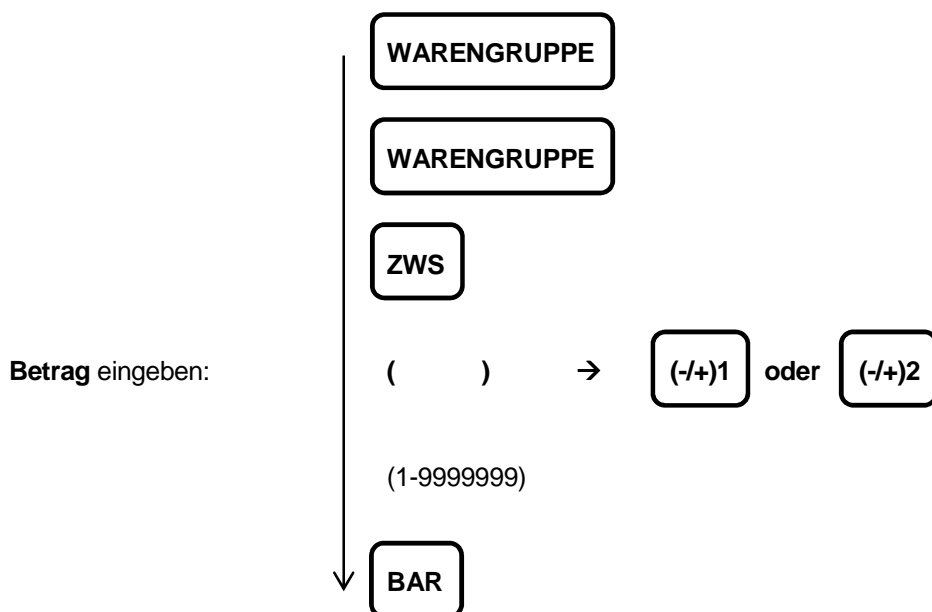 WARENGRUPPE
WARENGRUPPE
ZWS
Betrag eingeben: ( ) → (-/+)1 oder (-/+)2
(1-9999999)
BAR